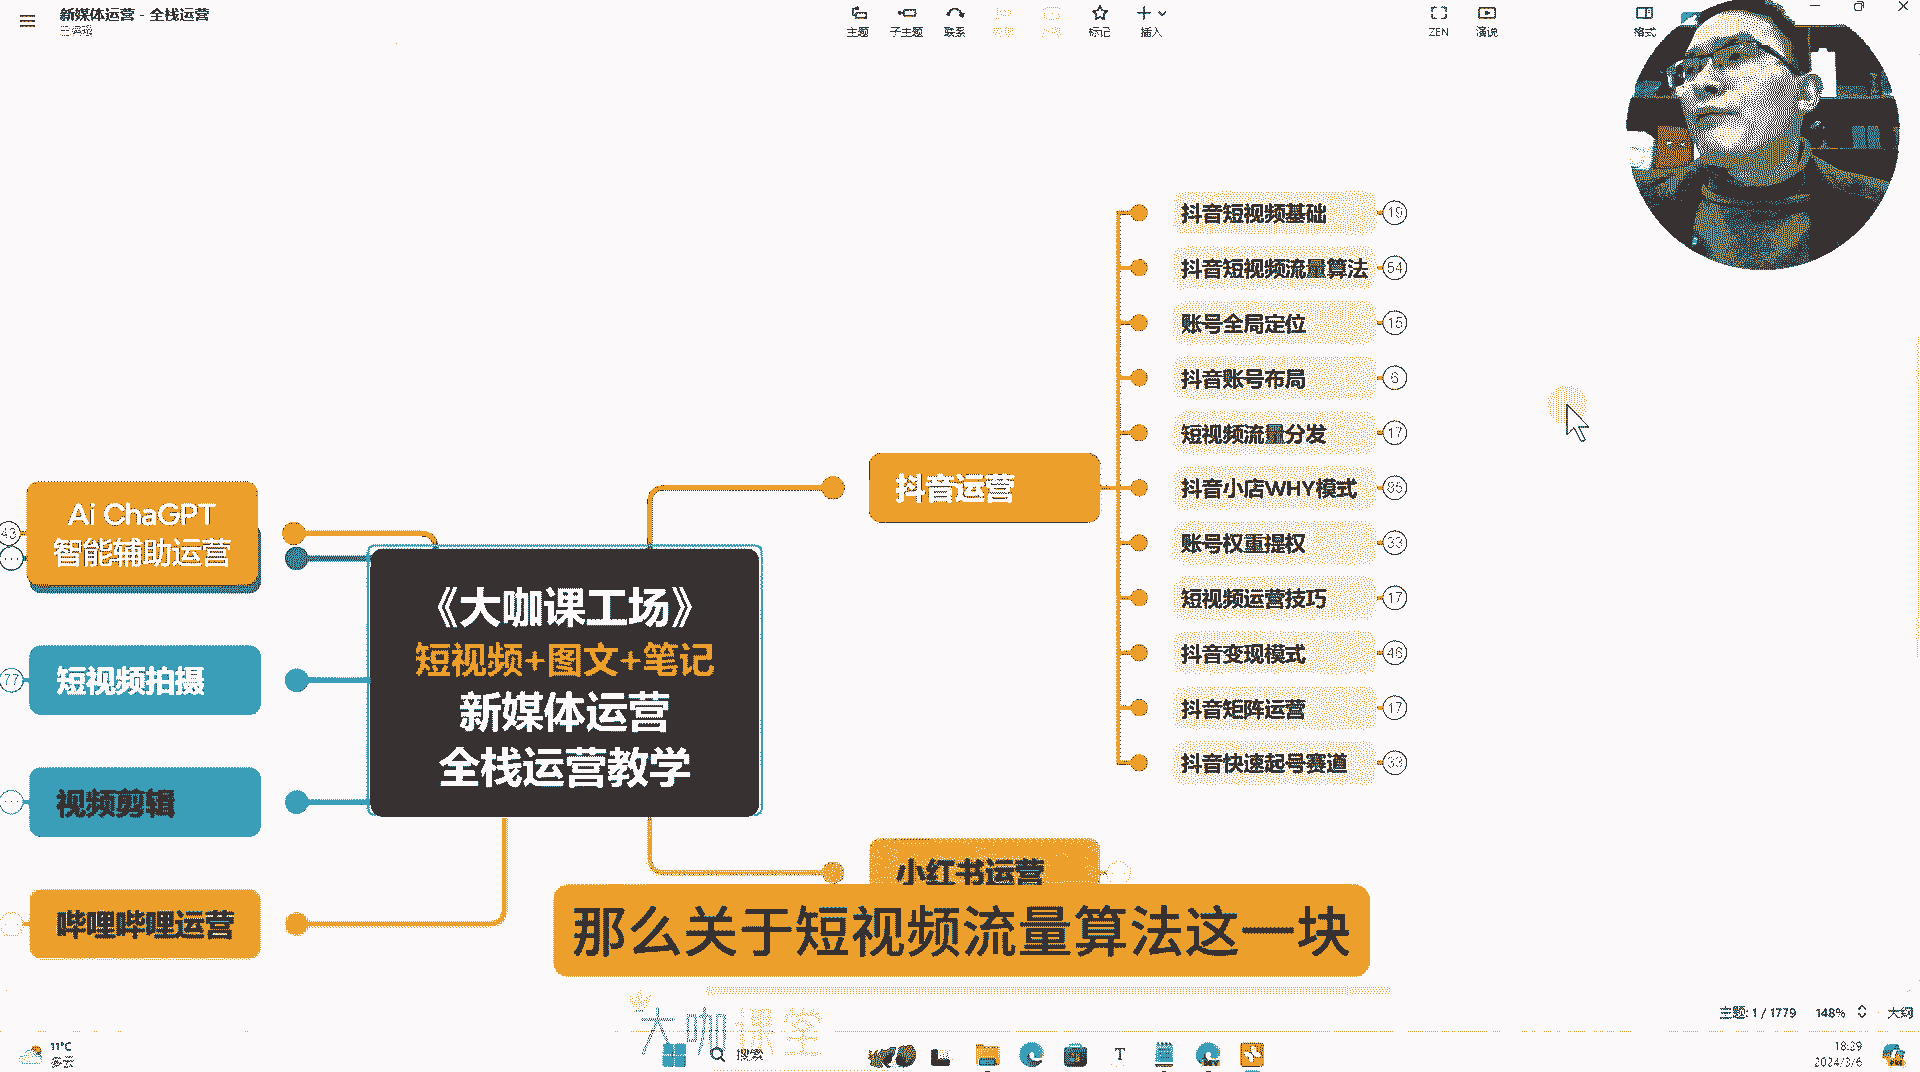 新媒体运营 - 全栈运营
主题
子主题
联系
标记
插入
ZEN
演说
格式
抖音短视频基础
19
抖音短视频流量算法
54
账号全局定位
15
抖音账号布局
6
短视频流量分发
17
抖音运营
抖音小店WHY模式
95
账号权重提权
33
短视频运营技巧
17
抖音变现模式
46
抖音矩阵运营
17
抖音快速起号赛道
33
Ai ChaGPT
智能辅助运营
43
短视频拍摄
77
视频剪辑
哔哩哔哩运营
《大咖课工场》
短视频+图文+笔记
新媒体运营
全栈运营教学
小红书运营
那么关于短视频流量算法这一块
大咖课堂
主题: 1 / 1779
148%
大纲
11°C
多云
搜索
18:29
2024/3/6